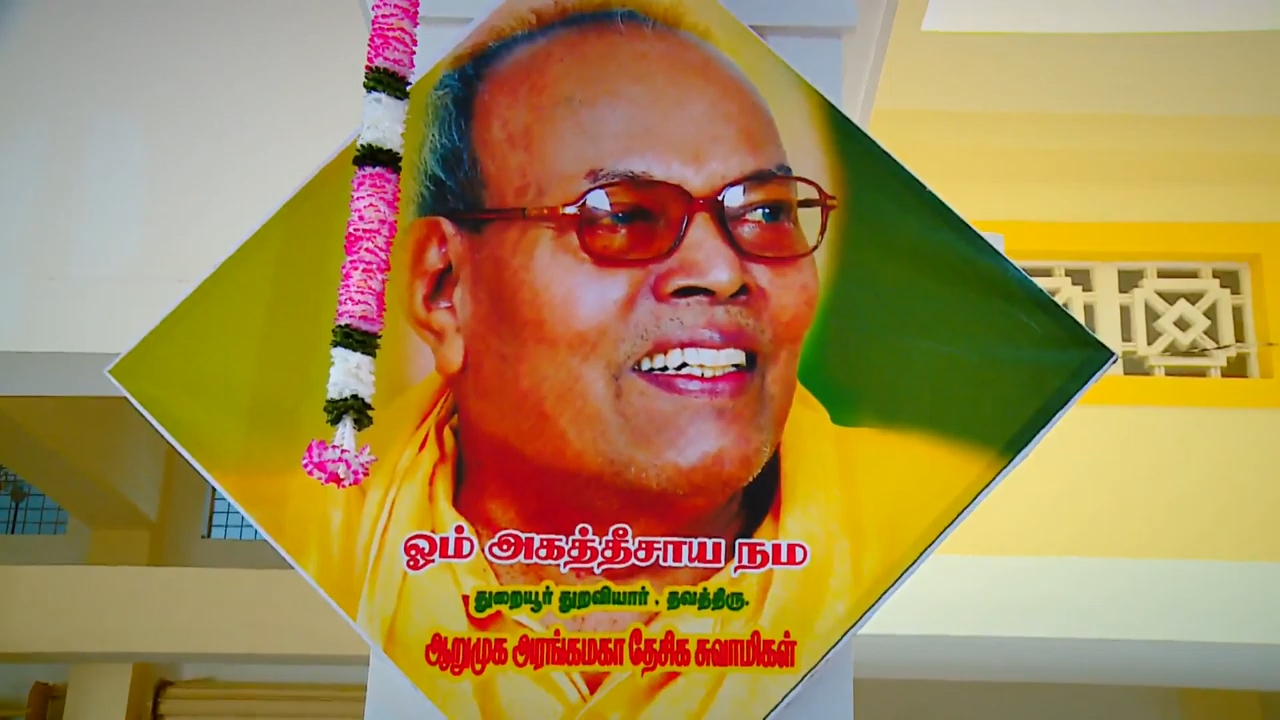 ஓம் அகத்தீசாய நம
துறையூர் துறவியார் . தவத்திரு.
ஆறுமுக அரங்கமகா தேசிக சுவாமிகள்